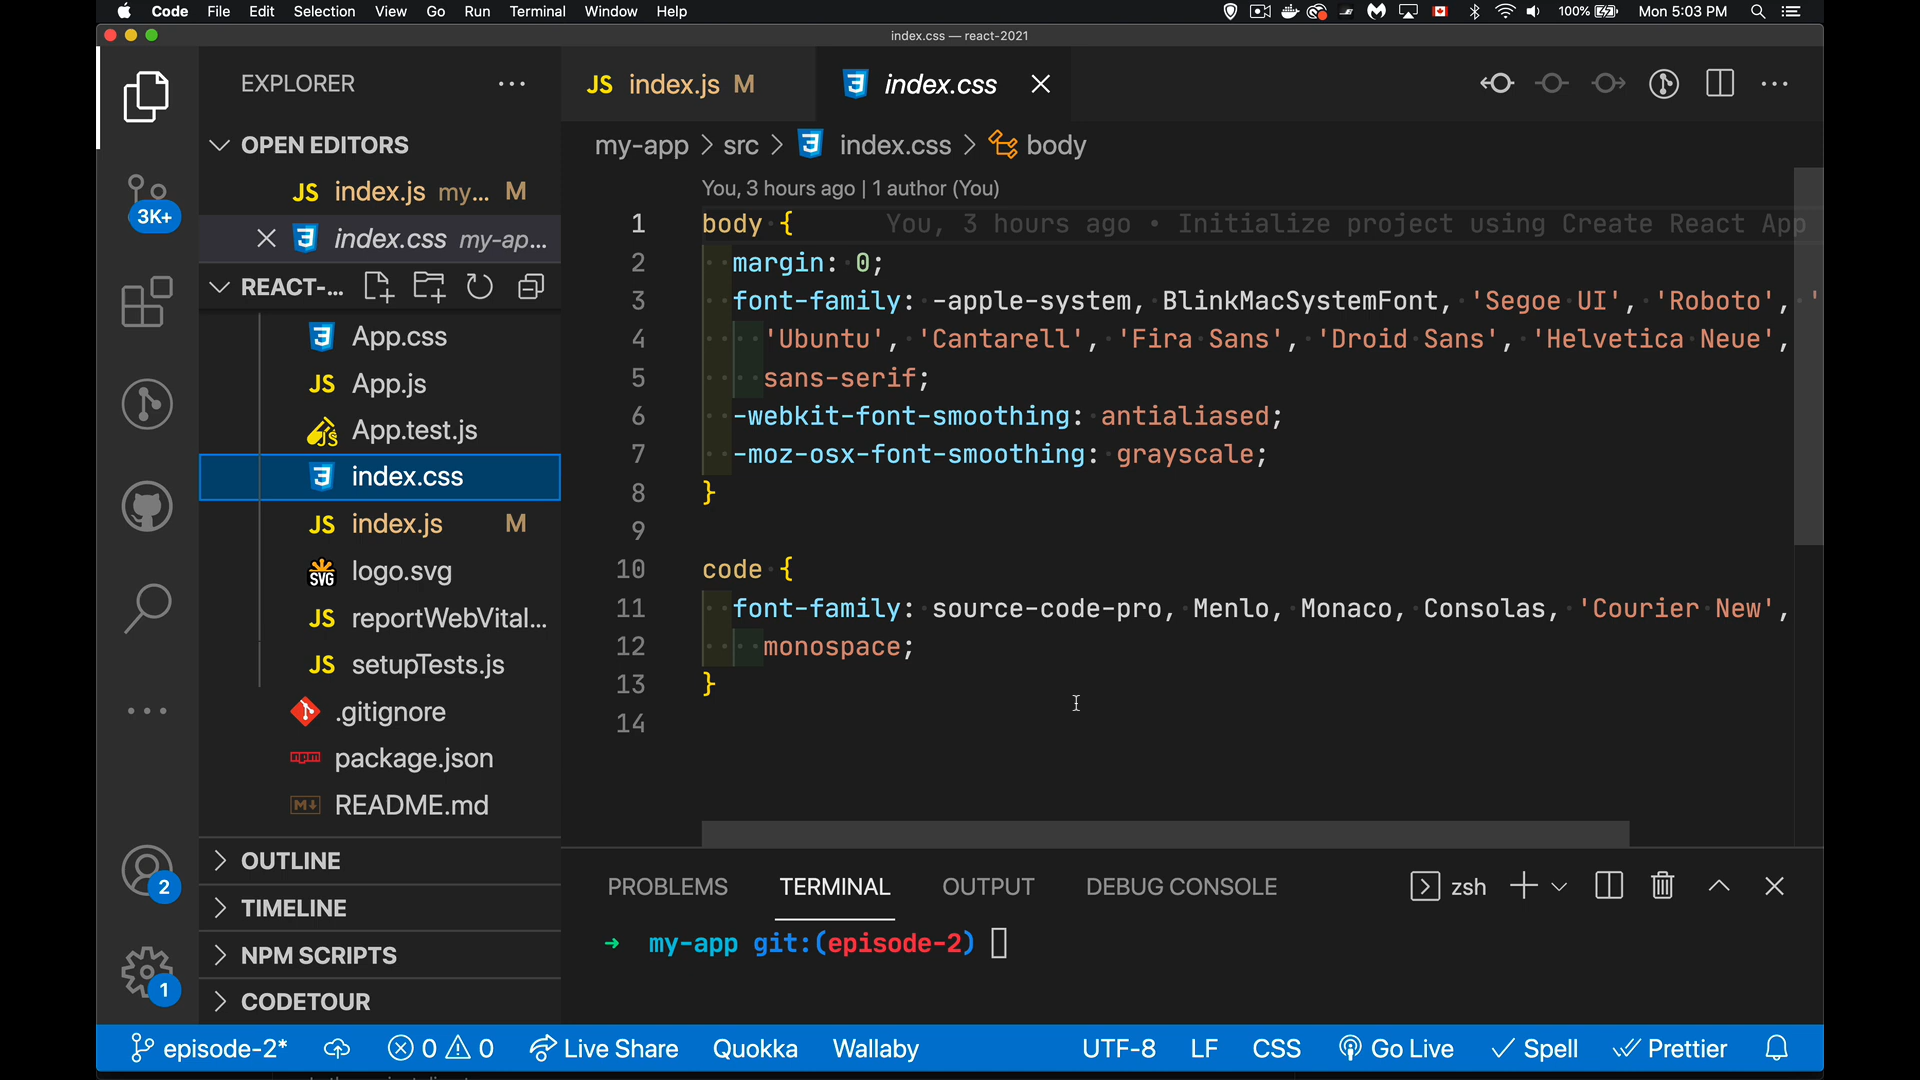 Code File Edit Selection View Go Run Terminal Window Help 100% Mon 5:03 PM
index.css — react-2021
EXPLORER
OPEN EDITORS
JS index.js my... M
index.css my-ap...
REACT-...
App.css
JS App.js
App.test.js
index.css
JS index.js M
SVG logo.svg
JS reportWebVital...
JS setupTests.js
.gitignore
package.json
README.md
OUTLINE
TIMELINE
NPM SCRIPTS
CODETOUR
3K+
2
1
JS index.js M
index.css
my-app > src > index.css > body
You, 3 hours ago | 1 author (You)
1 body { You, 3 hours ago • Initialize project using Create React App
2 margin: 0;
3 font-family: -apple-system, BlinkMacSystemFont, 'Segoe UI', 'Roboto', '
4 'Ubuntu', 'Cantarell', 'Fira Sans', 'Droid Sans', 'Helvetica Neue',
5 sans-serif;
6 -webkit-font-smoothing: antialiased;
7 -moz-osx-font-smoothing: grayscale;
8 }
9
10 code {
11 font-family: source-code-pro, Menlo, Monaco, Consolas, 'Courier New',
12 monospace;
13 }
14
PROBLEMS TERMINAL OUTPUT DEBUG CONSOLE zsh
→ my-app git:(episode-2)
episode-2* 0 0 Live Share Quokka Wallaby UTF-8 LF CSS Go Live Spell Prettier